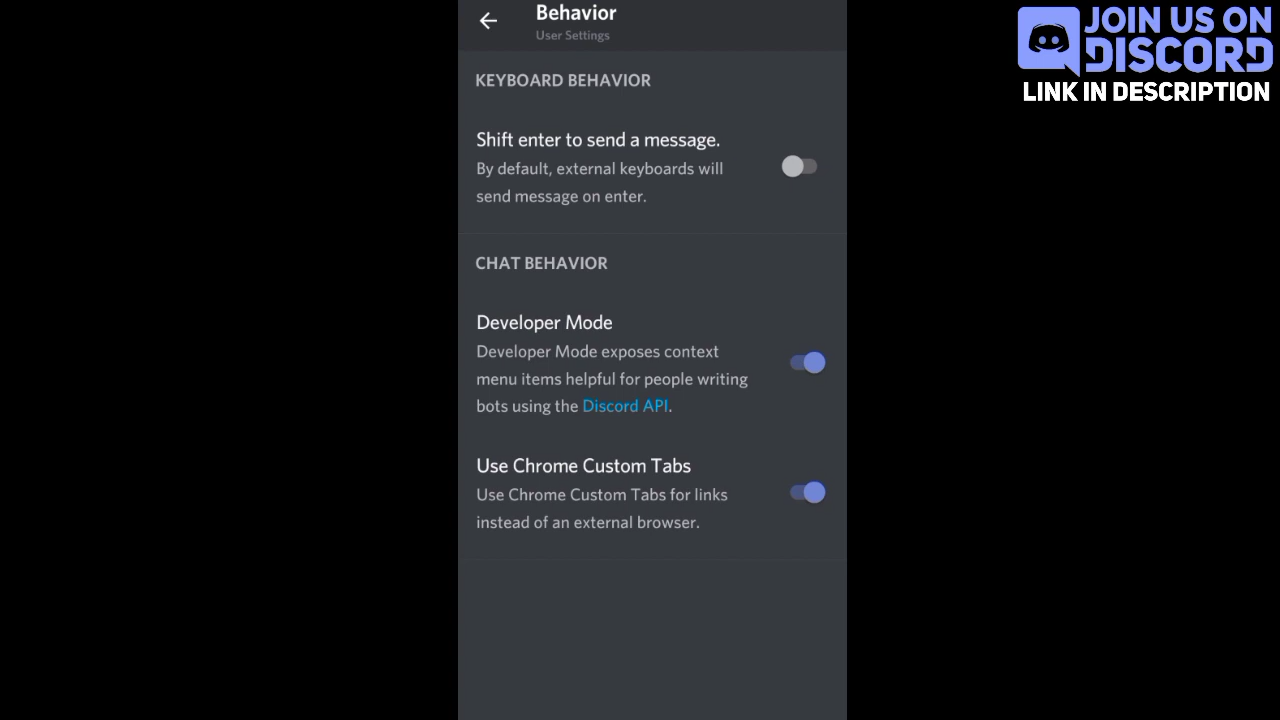 Behavior
User Settings
KEYBOARD BEHAVIOR
Shift enter to send a message.
By default, external keyboards will
send message on enter.
CHAT BEHAVIOR
Developer Mode
Developer Mode exposes context
menu items helpful for people writing
bots using the Discord API.
Use Chrome Custom Tabs
Use Chrome Custom Tabs for links
instead of an external browser.
JOIN US ON
DISCORD
LINK IN DESCRIPTION